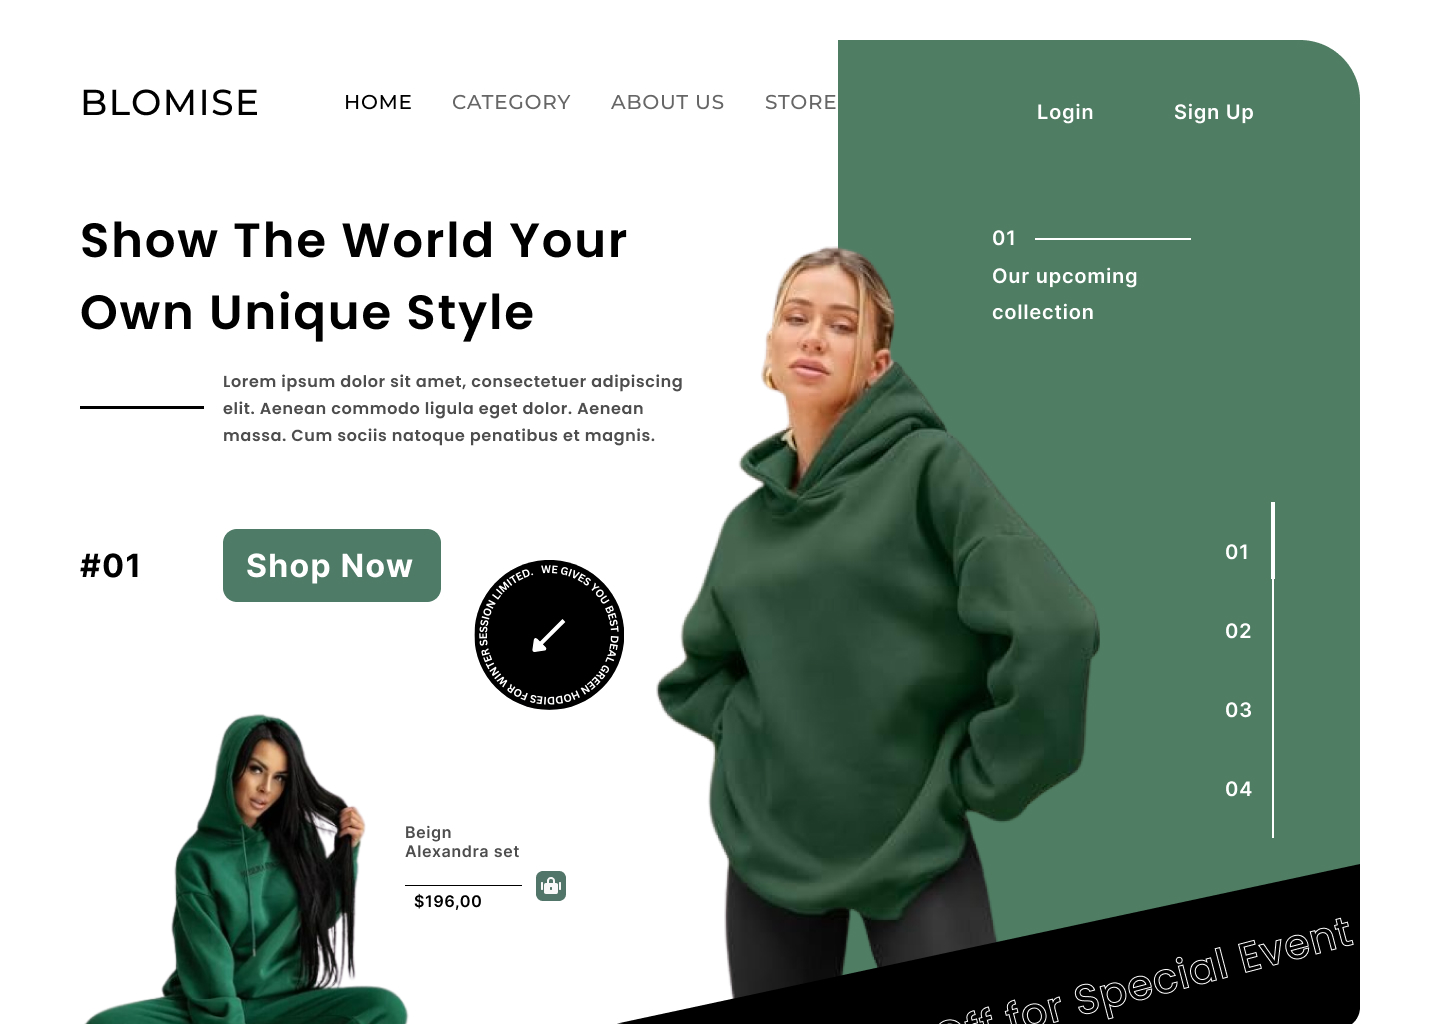 BLOMISE
HOME CATEGORY ABOUT US STORE
Login Sign Up
Show The World Your
Own Unique Style
01
Our upcoming
collection
Lorem ipsum dolor sit amet, consectetuer adipiscing
elit. Aenean commodo ligula eget dolor. Aenean
massa. Cum sociis natoque penatibus et magnis.
#01
Shop Now
WE GIVES YOU BEST DEAL GREEN HODDIES FOR WINTER SESSION LIMITED.
01
02
03
04
Beign
Alexandra set
$196,00
Off for Special Event